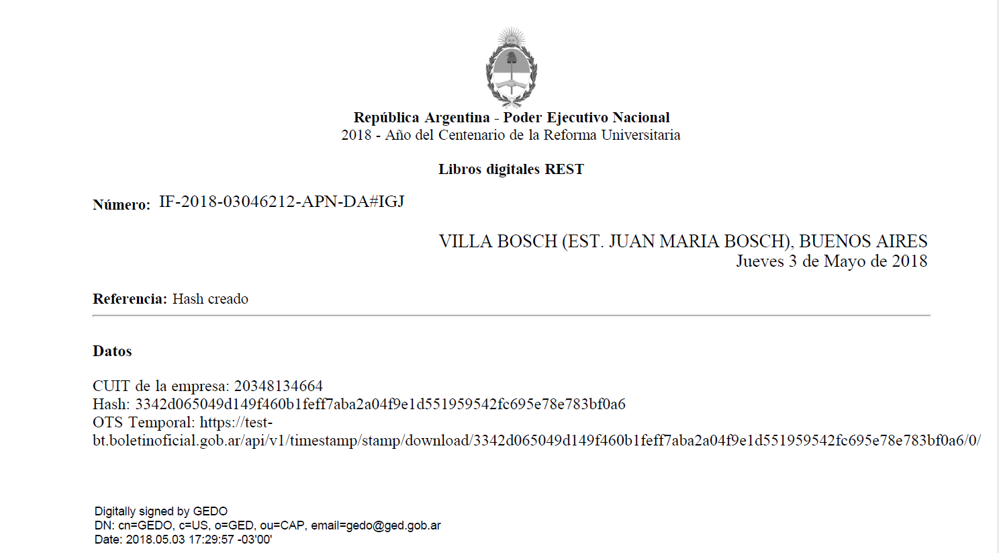 República Argentina - Poder Ejecutivo Nacional
2018 - Año del Centenario de la Reforma Universitaria
Libros digitales REST
Número: IF-2018-03046212-APN-DA#IGJ
VILLA BOSCH (EST. JUAN MARIA BOSCH), BUENOS AIRES
Jueves 3 de Mayo de 2018
Referencia: Hash creado
Datos
CUIT de la empresa: 20348134664
Hash: 3342d065049d149f460b1feff7aba2a04f9e1d551959542fc695e78e783bf0a6
OTS Temporal: https://test-
bt.boletinoficial.gob.ar/api/v1/timestamp/stamp/download/3342d065049d149f460b1feff7aba2a04f9e1d551959542fc695e78e783bf0a6/0/
Digitally signed by GEDO
DN: cn=GEDO, c=US, o=GED, ou=CAP, email=gedo@ged.gob.ar
Date: 2018.05.03 17:29:57 -03'00'